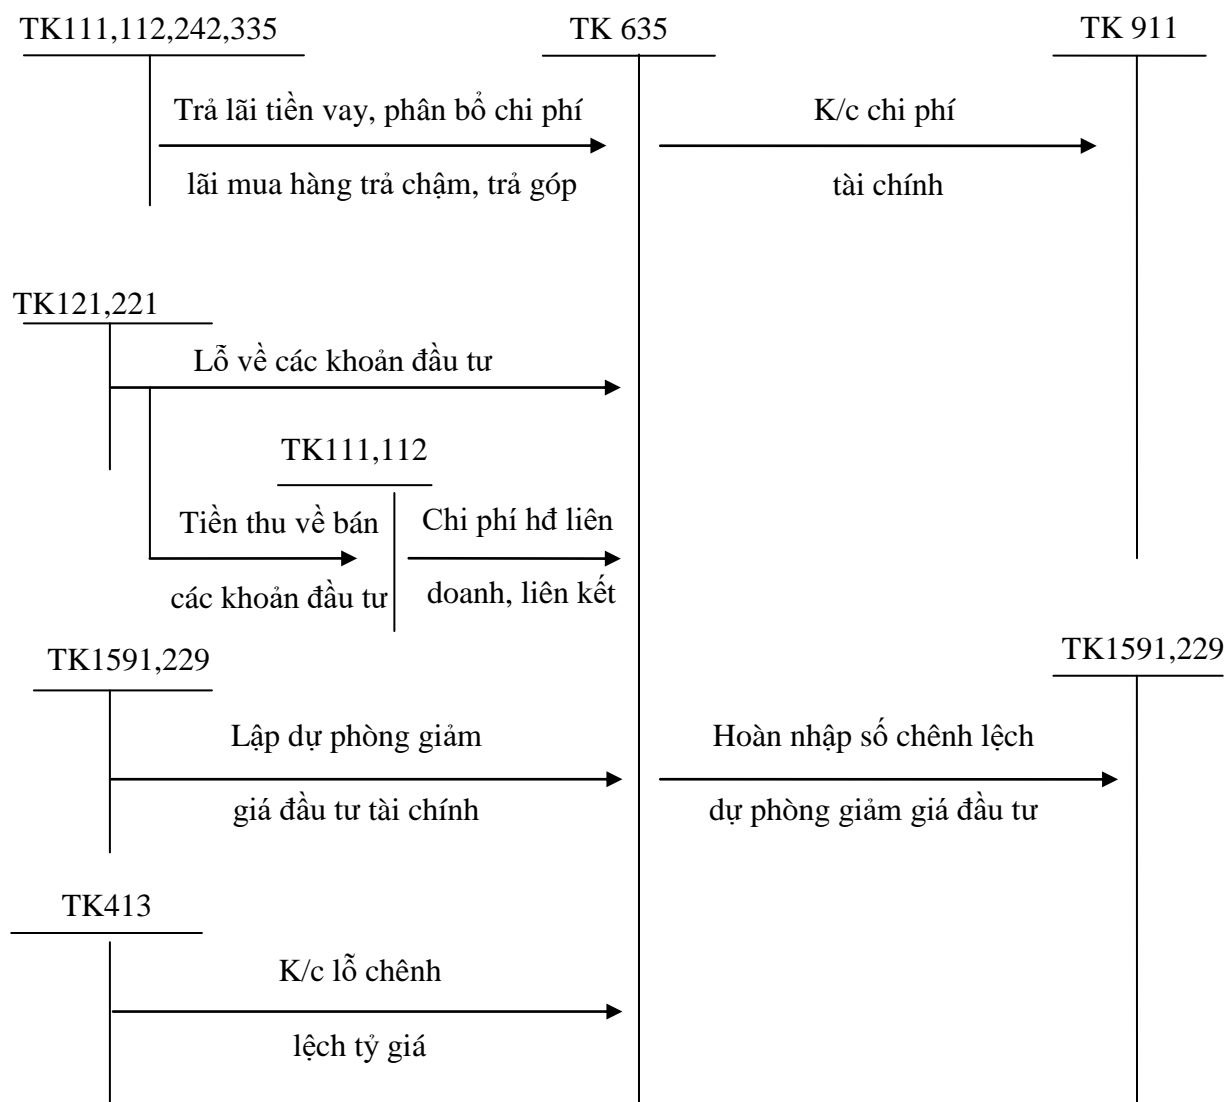 TK111,112,242,335
TK 635
TK 911
Trả lãi tiền vay, phân bổ chi phí
K/c chi phí
lãi mua hàng trả chậm, trả góp
tài chính
TK121,221
Lỗ về các khoản đầu tư
TK111,112
Tiền thu về bán
Chi phí hđ liên
các khoản đầu tư
doanh, liên kết
TK1591,229
TK1591,229
Lập dự phòng giảm
Hoàn nhập số chênh lệch
giá đầu tư tài chính
dự phòng giảm giá đầu tư
TK413
K/c lỗ chênh
lệch tỷ giá